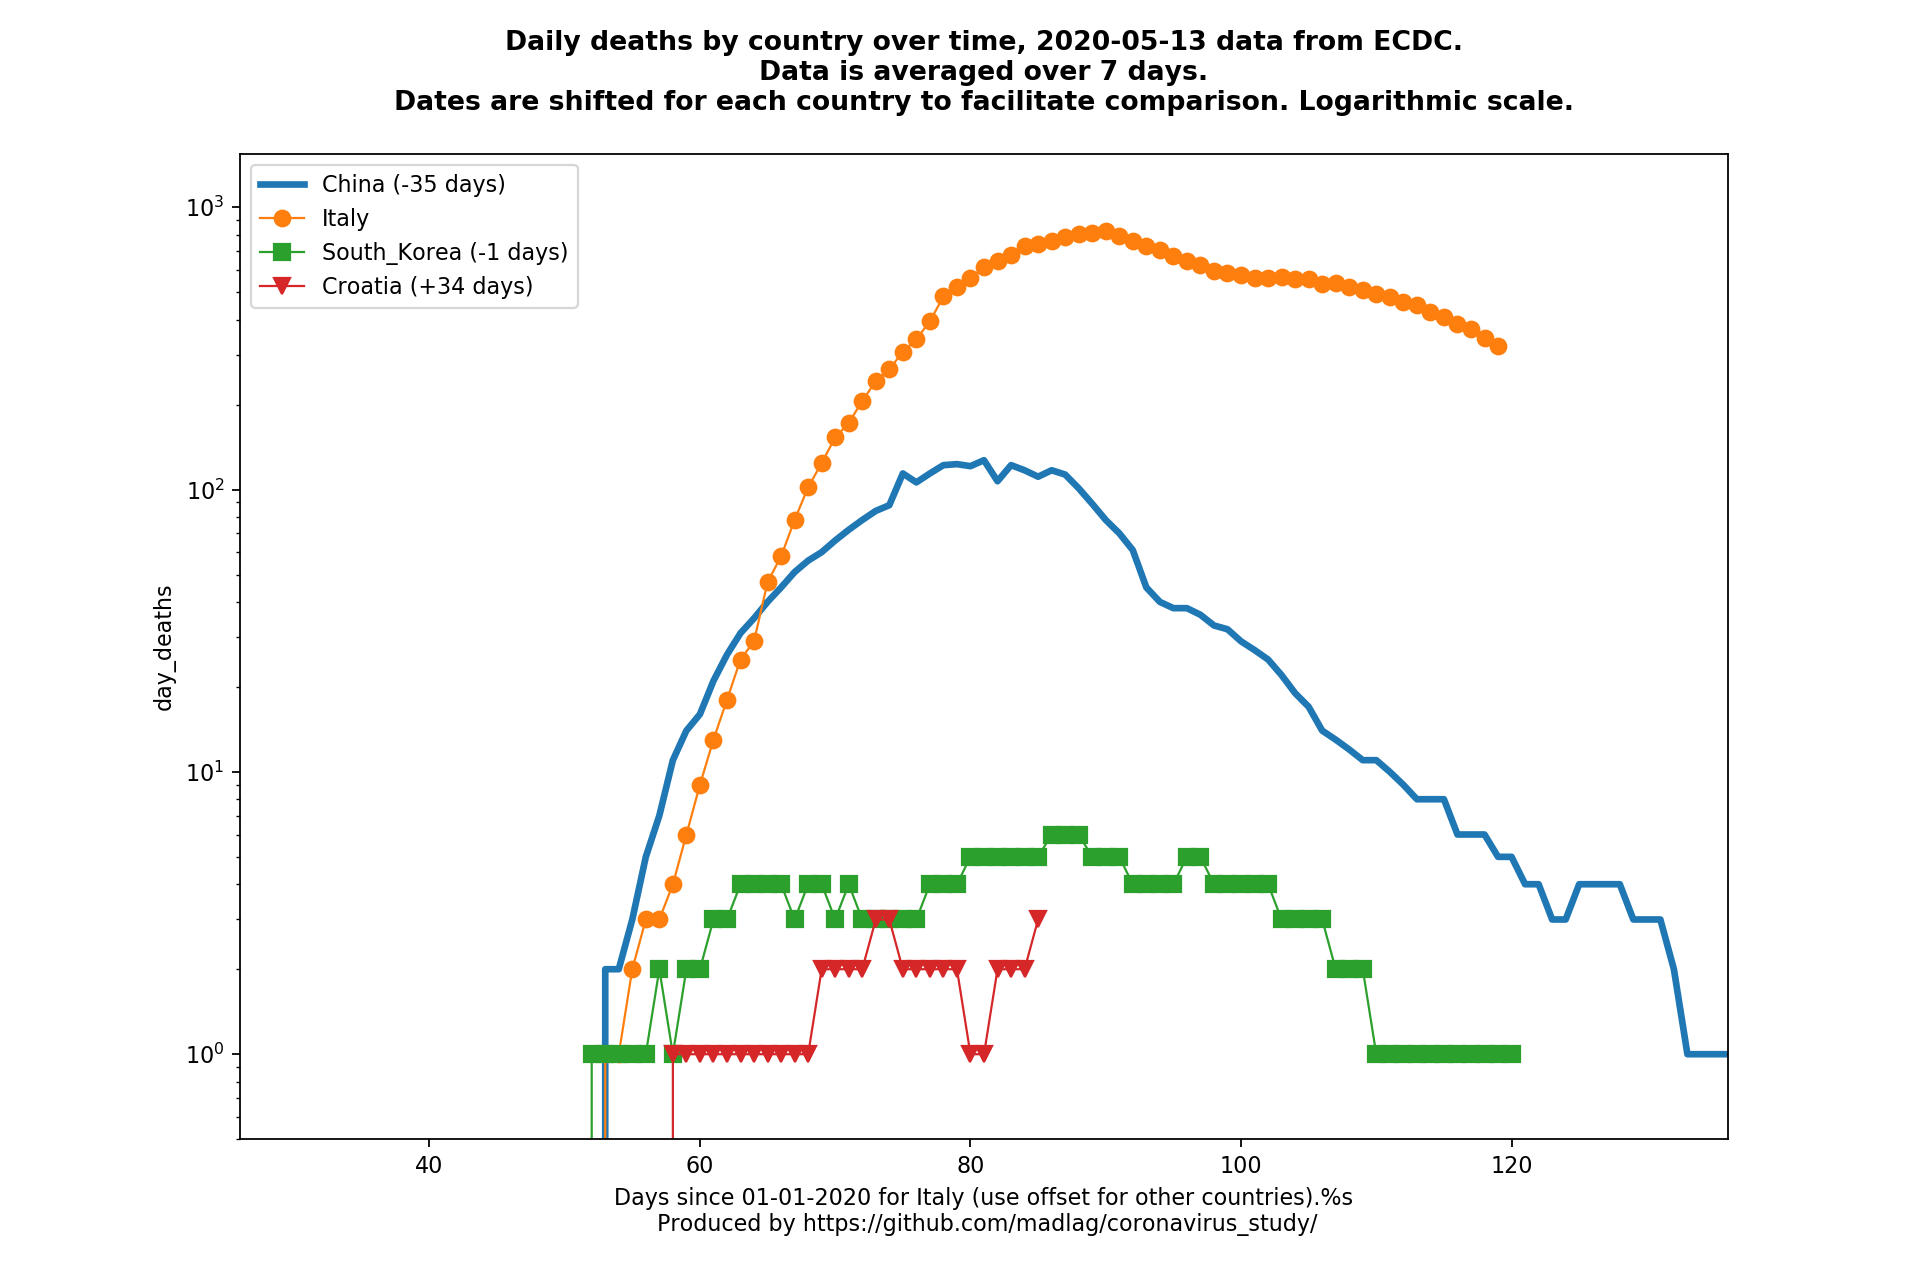 Daily deaths by country over time, 2020-05-13 data from ECDC.
Data is averaged over 7 days.
Dates are shifted for each country to facilitate comparison. Logarithmic scale.
China (-35 days)
Italy
South_Korea (-1 days)
Croatia (+34 days)
10³
10²
10¹
10⁰
day_deaths
40 60 80 100 120
Days since 01-01-2020 for Italy (use offset for other countries).%s
Produced by https://github.com/madlag/coronavirus_study/